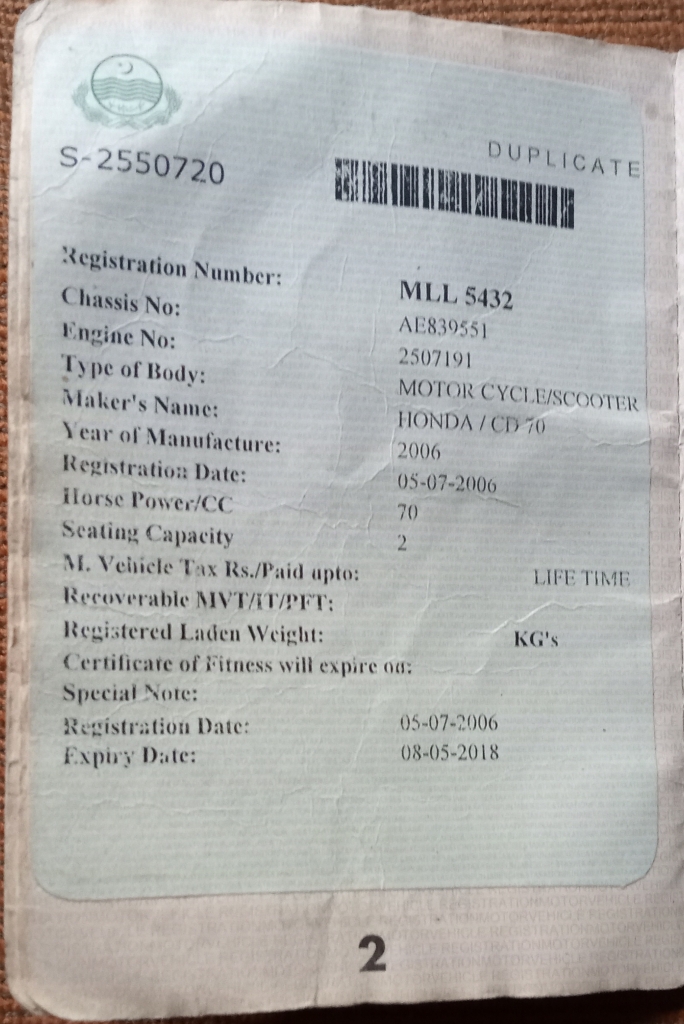 DUPLICATE
S-2550720
Registration Number: MLL 5432
Chassis No: AE839551
Engine No: 2507191
Type of Body: MOTOR CYCLE/SCOOTER
Maker's Name: HONDA / CD 70
Year of Manufacture: 2006
Registration Date: 05-07-2006
Horse Power/CC 70
Seating Capacity 2
M. Vehicle Tax Rs./Paid upto: LIFE TIME
Recoverable MVT/IT/PFT:
Registered Laden Weight: KG's
Certificate of Fitness will expire on:
Special Note:
Registration Date: 05-07-2006
Expiry Date: 08-05-2018
2